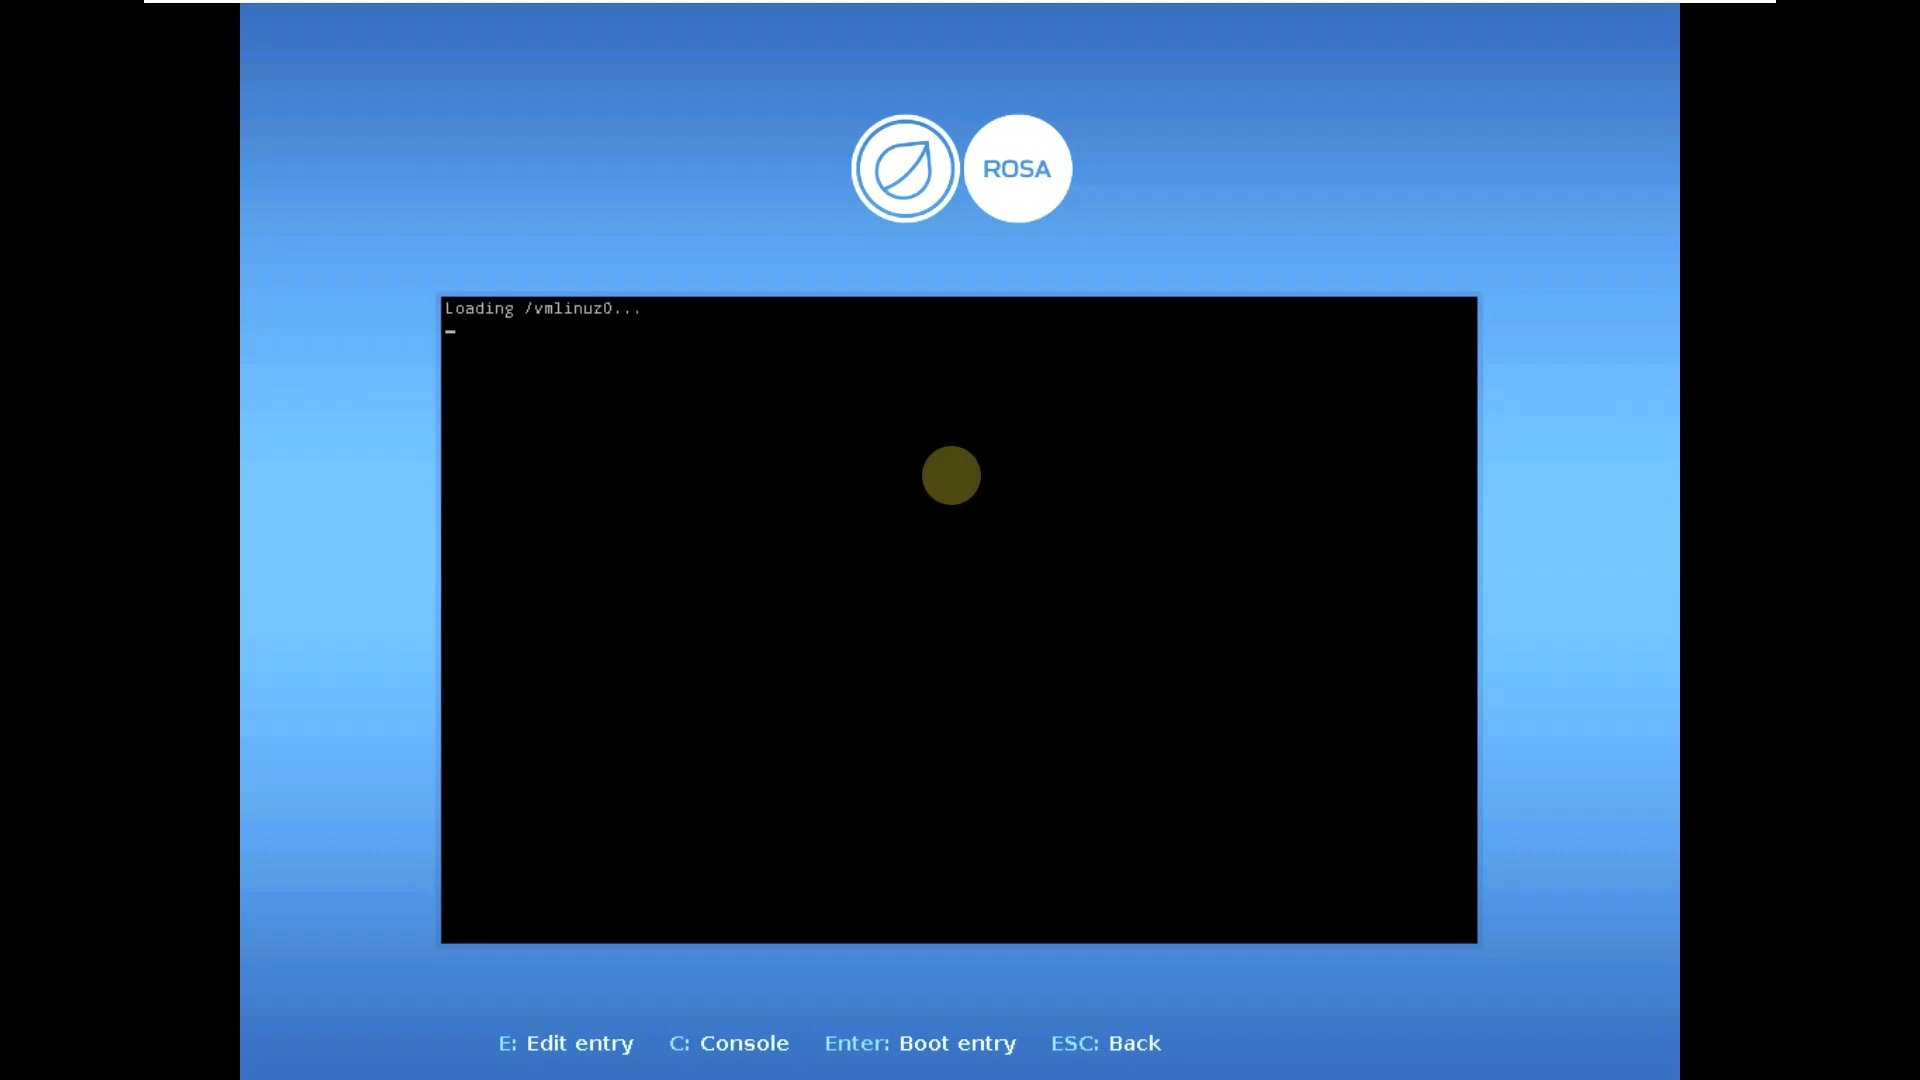 ROSA
Loading /vmlinuz0...
E: Edit entry C: Console Enter: Boot entry ESC: Back